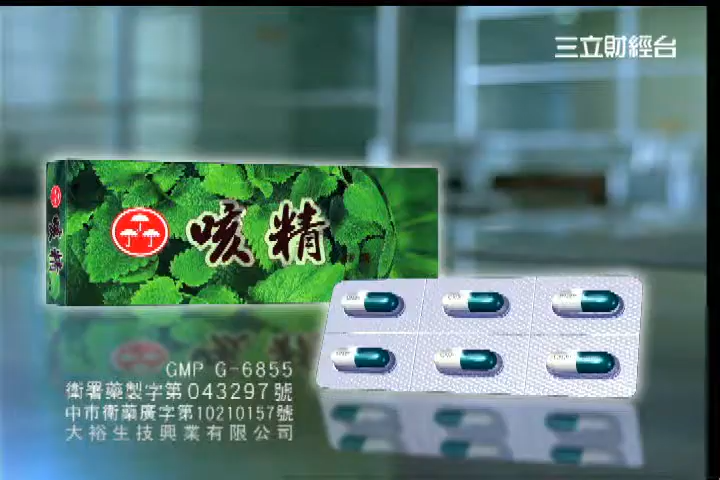 三立財經台
咳精
GMP G-6855
衛署藥製字第043297號
中市衛藥廣字第10210157號
大裕生技興業有限公司